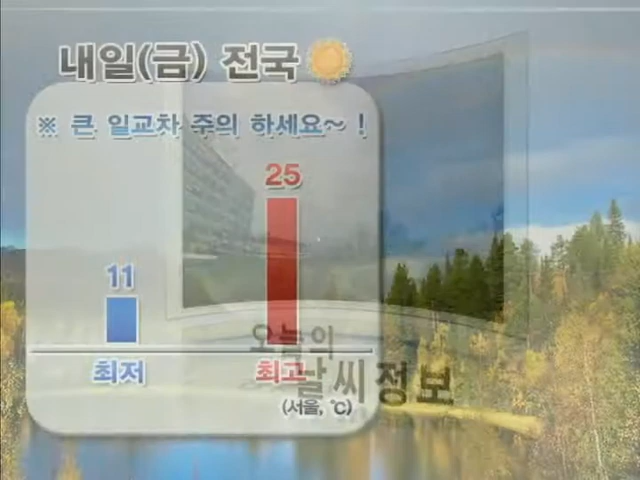 내일(금) 전국
※ 큰 일교차 주의 하세요~ !
25
11
최저 최고
(서울, ℃)
오늘의
날씨정보